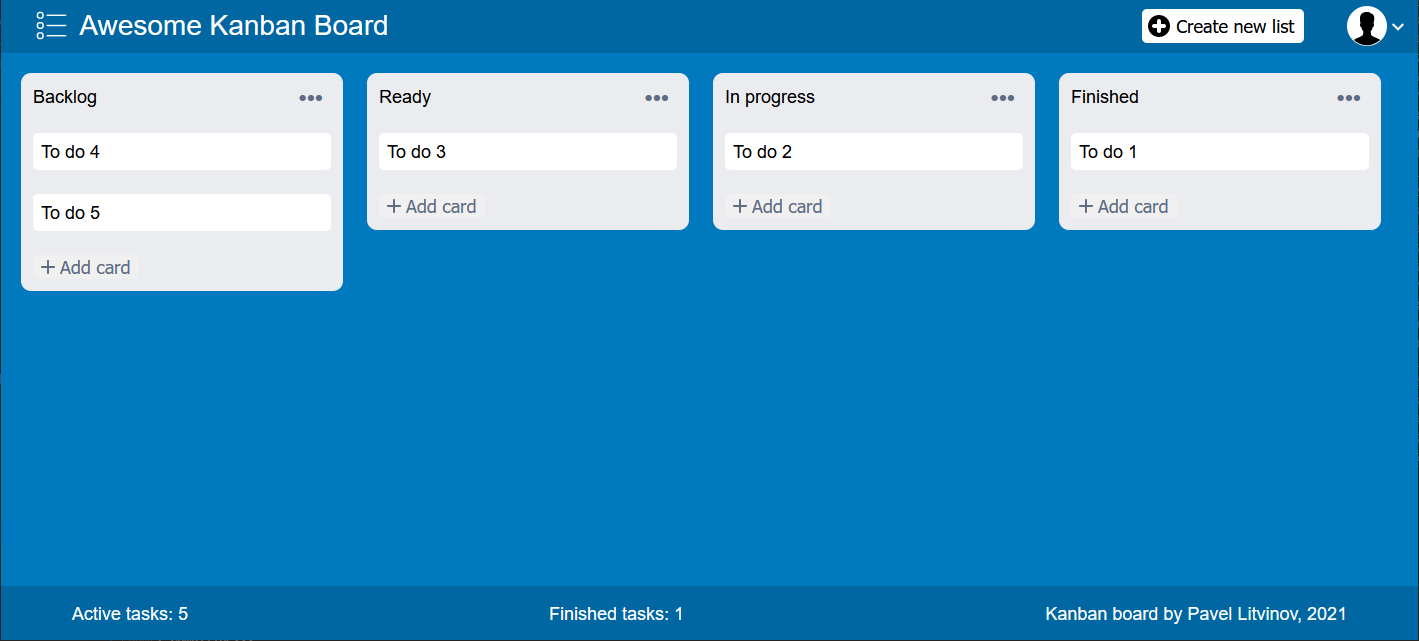 Awesome Kanban Board
Create new list
Backlog
To do 4
To do 5
+ Add card
Ready
To do 3
+ Add card
In progress
To do 2
+ Add card
Finished
To do 1
+ Add card
Active tasks: 5
Finished tasks: 1
Kanban board by Pavel Litvinov, 2021